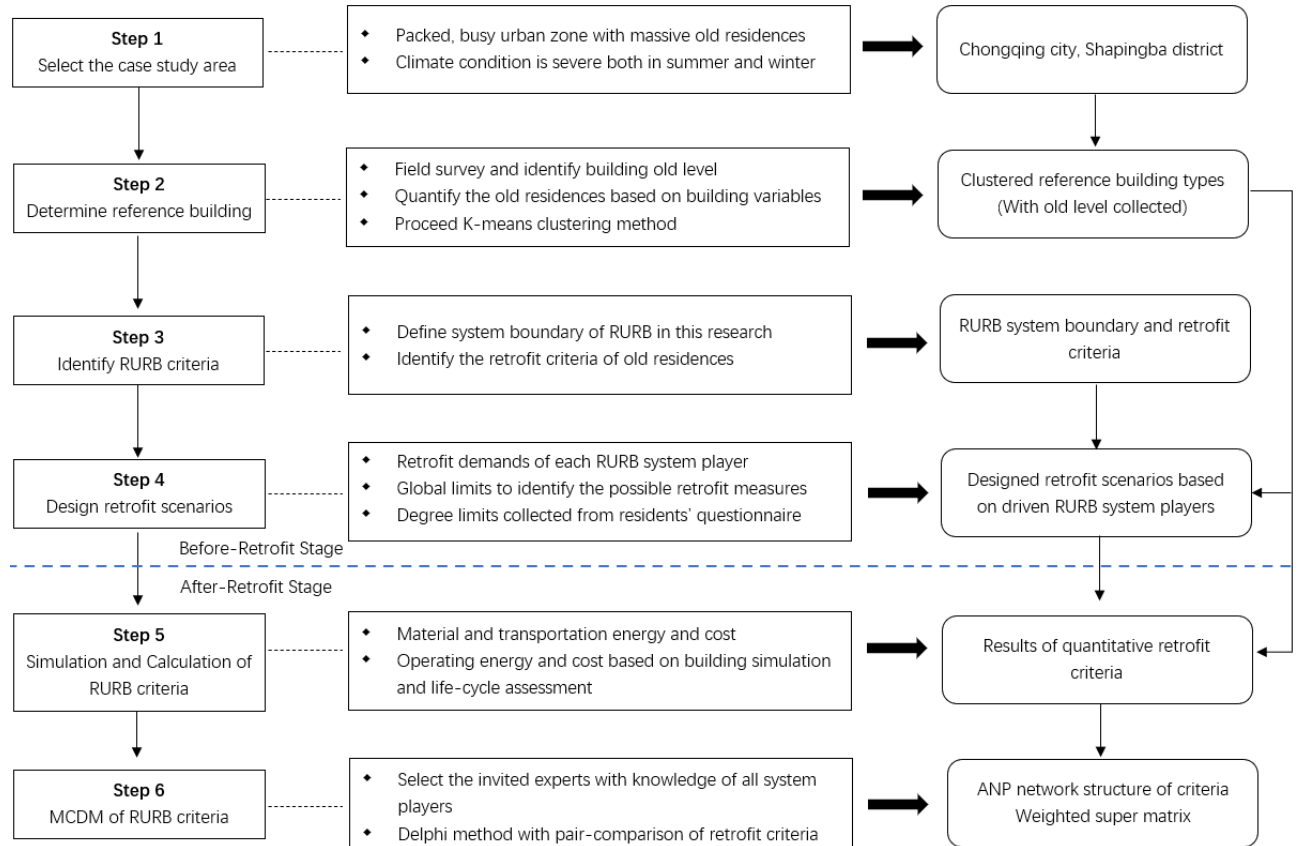 Step 1
Select the case study area
Packed, busy urban zone with massive old residences
Climate condition is severe both in summer and winter
Chongqing city, Shapingba district
Step 2
Determine reference building
Field survey and identify building old level
Quantify the old residences based on building variables
Proceed K-means clustering method
Clustered reference building types
(With old level collected)
Step 3
Identify RURB criteria
Define system boundary of RURB in this research
Identify the retrofit criteria of old residences
RURB system boundary and retrofit
criteria
Step 4
Design retrofit scenarios
Retrofit demands of each RURB system player
Global limits to identify the possible retrofit measures
Degree limits collected from residents' questionnaire
Designed retrofit scenarios based
on driven RURB system players
Before-Retrofit Stage
After-Retrofit Stage
Step 5
Simulation and Calculation of
RURB criteria
Material and transportation energy and cost
Operating energy and cost based on building simulation
and life-cycle assessment
Results of quantitative retrofit
criteria
Step 6
MCDM of RURB criteria
Select the invited experts with knowledge of all system
players
Delphi method with pair-comparison of retrofit criteria
ANP network structure of criteria
Weighted super matrix